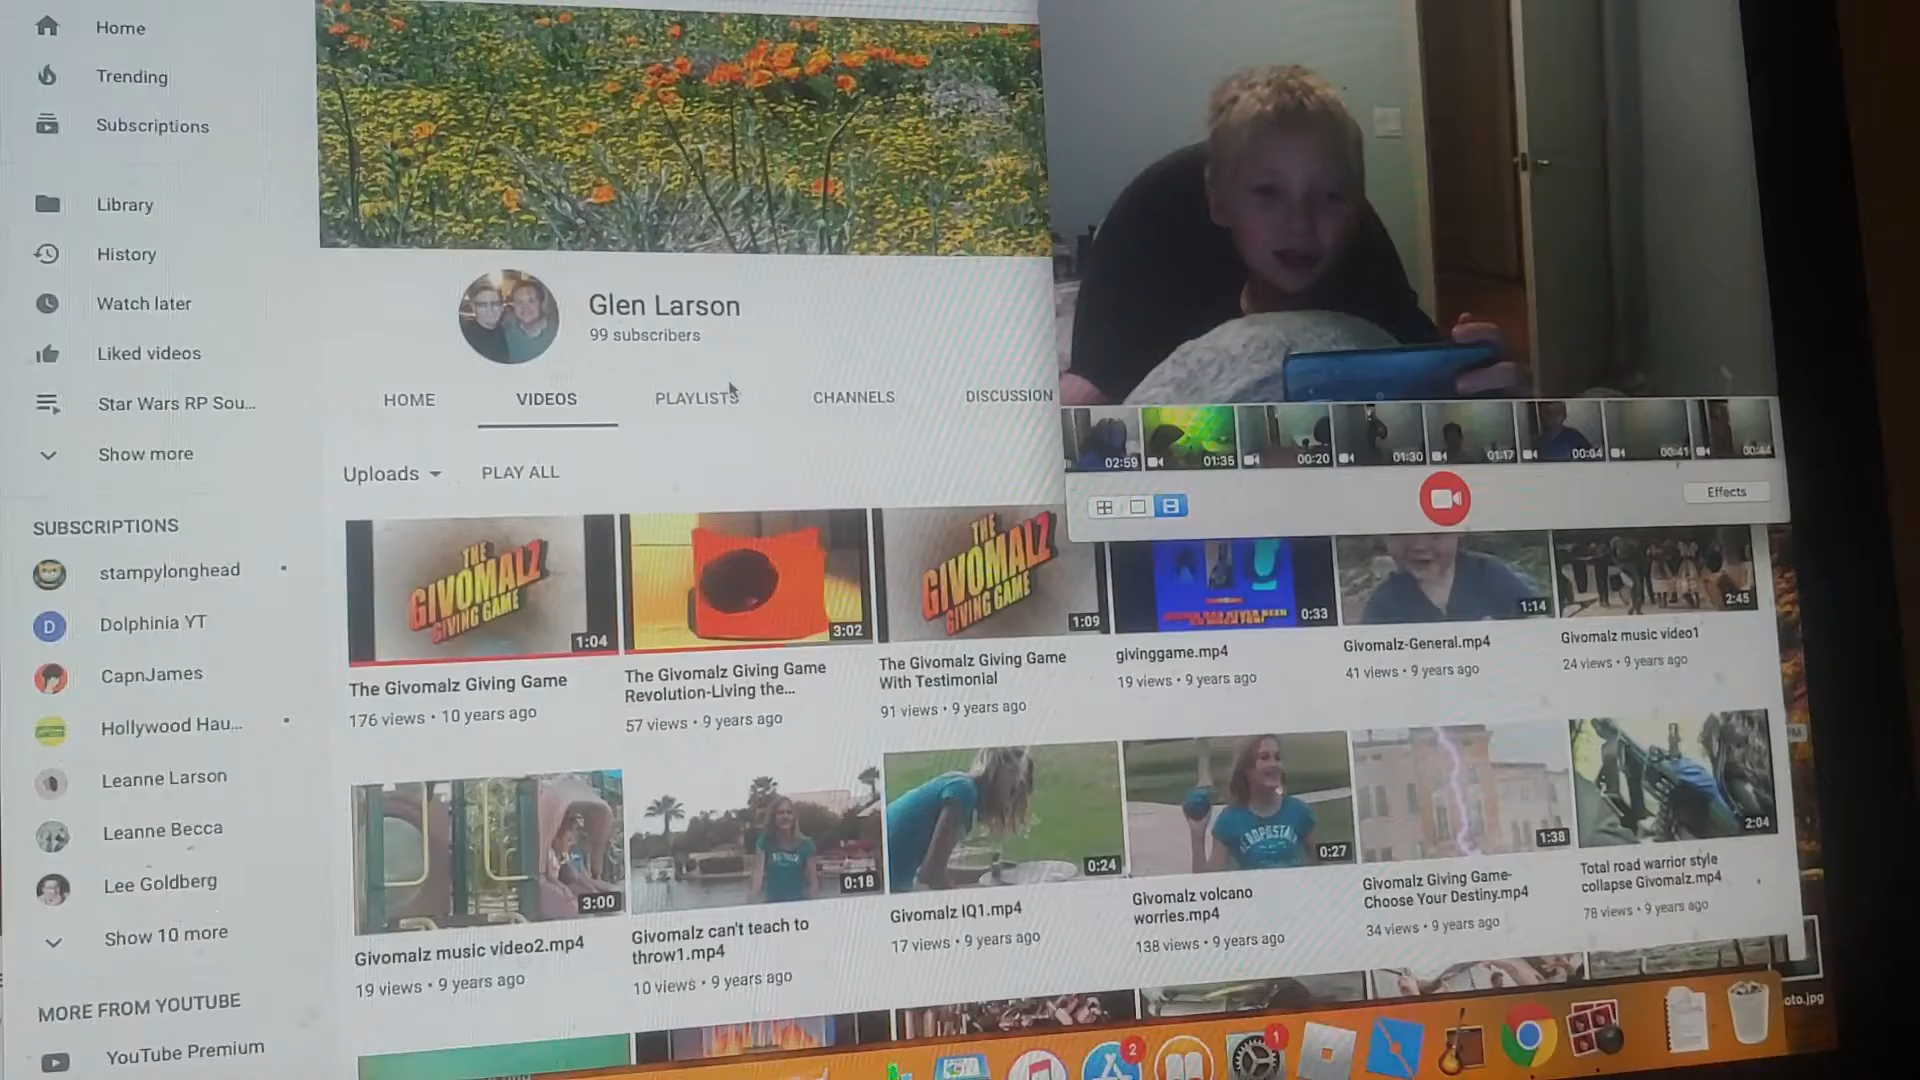 Home
Trending
Subscriptions
Library
History
Watch later
Liked videos
Star Wars RP Sou...
Show more
SUBSCRIPTIONS
stampylonghead
D
Dolphinia YT
CapnJames
Hollywood Hau...
Leanne Larson
Leanne Becca
Lee Goldberg
Show 10 more
MORE FROM YOUTUBE
YouTube Premium
Glen Larson
99 subscribers
HOME VIDEOS PLAYLISTS CHANNELS DISCUSSION
02:59 01:35 00:20 01:30 01:17 00:04 00:41 00:44
Effects
Uploads PLAY ALL
THE
GIVOMALZ
GIVING GAME
1:04
3:02
THE
GIVOMALZ
GIVING GAME
1:09
0:33
1:14
2:45
The Givomalz Giving Game
176 views • 10 years ago
The Givomalz Giving Game
Revolution-Living the...
57 views • 9 years ago
The Givomalz Giving Game
With Testimonial
91 views • 9 years ago
givinggame.mp4
19 views • 9 years ago
Givomalz-General.mp4
41 views • 9 years ago
Givomalz music video1
24 views • 9 years ago
3:00
0:18
0:24
AEROPOSTALE
0:27
1:38
2:04
Givomalz music video2.mp4
19 views • 9 years ago
Givomalz can't teach to
throw1.mp4
10 views • 9 years ago
Givomalz IQ1.mp4
17 views • 9 years ago
Givomalz volcano
worries.mp4
138 views • 9 years ago
Givomalz Giving Game-
Choose Your Destiny.mp4
34 views • 9 years ago
Total road warrior style
collapse Givomalz.mp4
78 views • 9 years ago
oto.jpg
2
1